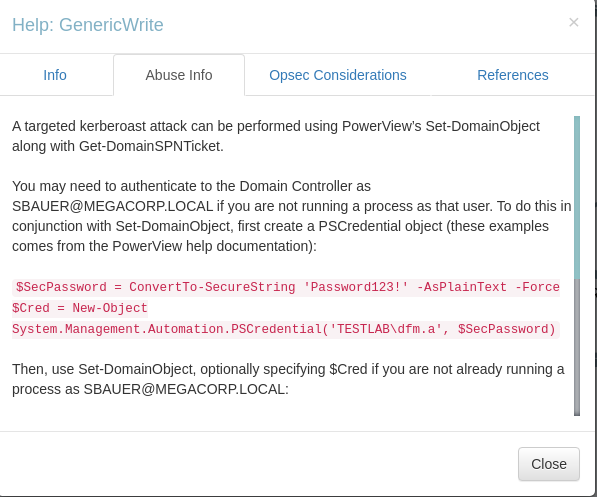 Help: GenericWrite
×
Info
Abuse Info
Opsec Considerations
References
A targeted kerberoast attack can be performed using PowerView’s Set-DomainObject
along with Get-DomainSPNTicket.
You may need to authenticate to the Domain Controller as
SBAUER@MEGACORP.LOCAL if you are not running a process as that user. To do this in
conjunction with Set-DomainObject, first create a PSCredential object (these examples
comes from the PowerView help documentation):
$SecPassword = ConvertTo-SecureString 'Password123!' -AsPlainText -Force
$Cred = New-Object
System.Management.Automation.PSCredential('TESTLAB\dfm.a', $SecPassword)
Then, use Set-DomainObject, optionally specifying $Cred if you are not already running a
process as SBAUER@MEGACORP.LOCAL:
Close